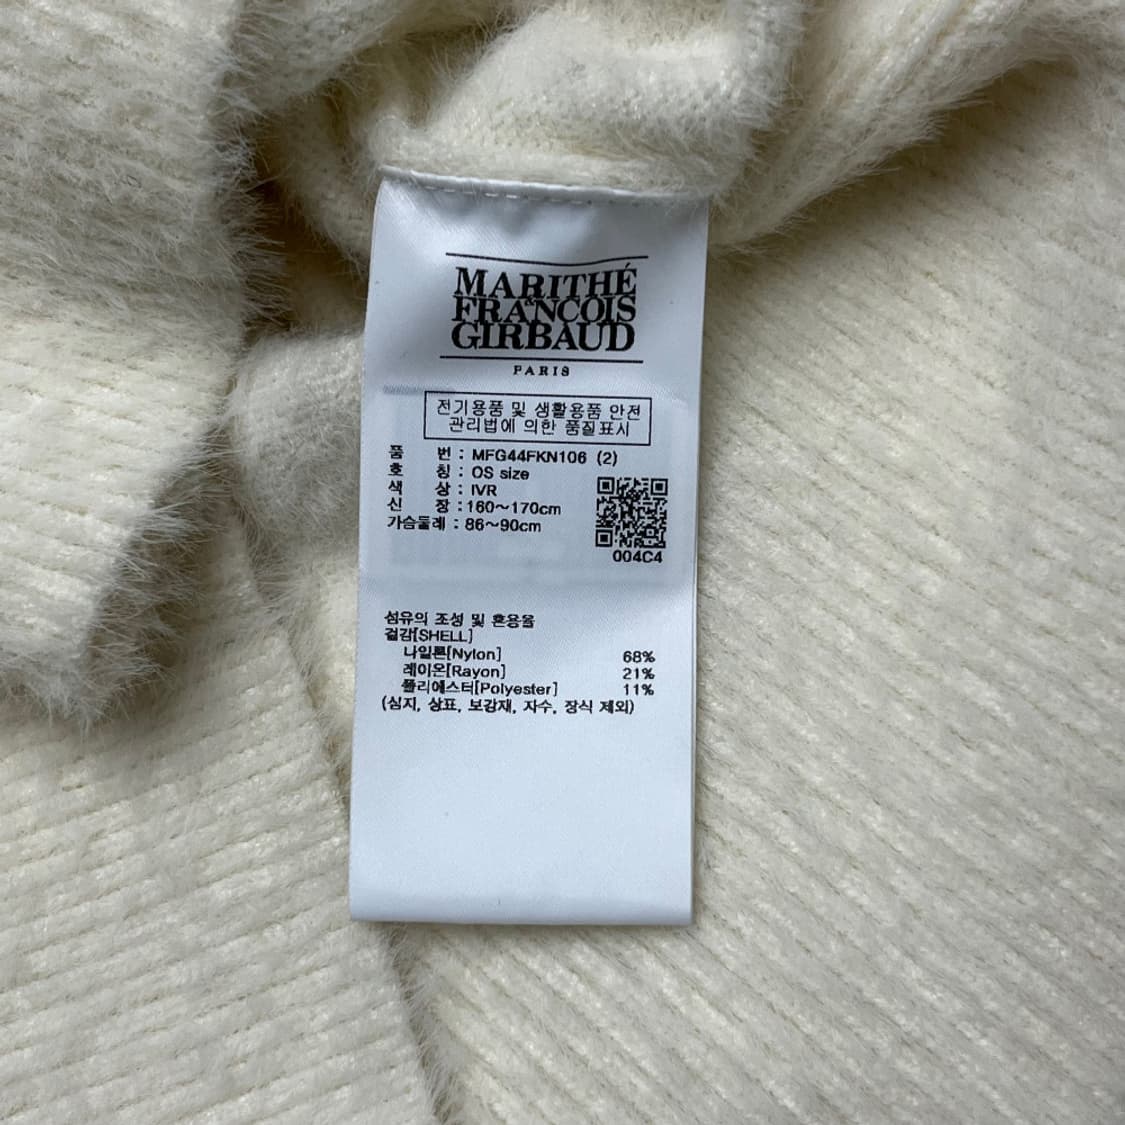 MARITHÉ
&
FRANCOIS
GIRBAUD
PARIS
전기용품 및 생활용품 안전
관리법에 의한 품질표시
품 번 : MFG44FKN106 (2)
호 칭 : OS size
색 상 : IVR
신 장 : 160~170cm
가슴둘레 : 86~90cm
004C4
섬유의 조성 및 혼용율
겉감[SHELL]
나일론[Nylon] 68%
레이온[Rayon] 21%
폴리에스터[Polyester] 11%
(심지, 상표, 보강재, 자수, 장식 제외)